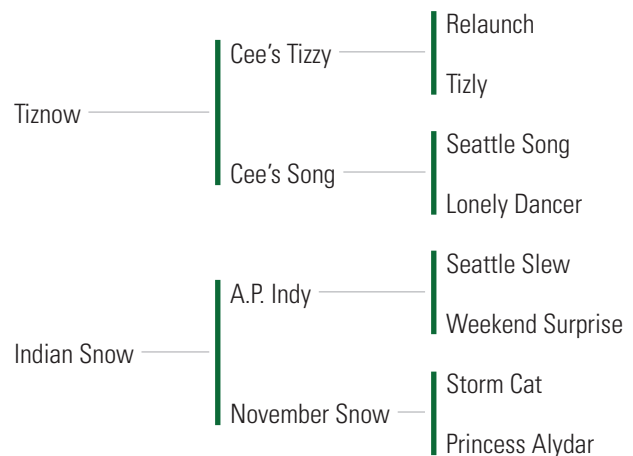 Relaunch
Cee's Tizzy
Tizly
Tiznow
Seattle Song
Cee's Song
Lonely Dancer
Seattle Slew
A.P. Indy
Weekend Surprise
Indian Snow
Storm Cat
November Snow
Princess Alydar